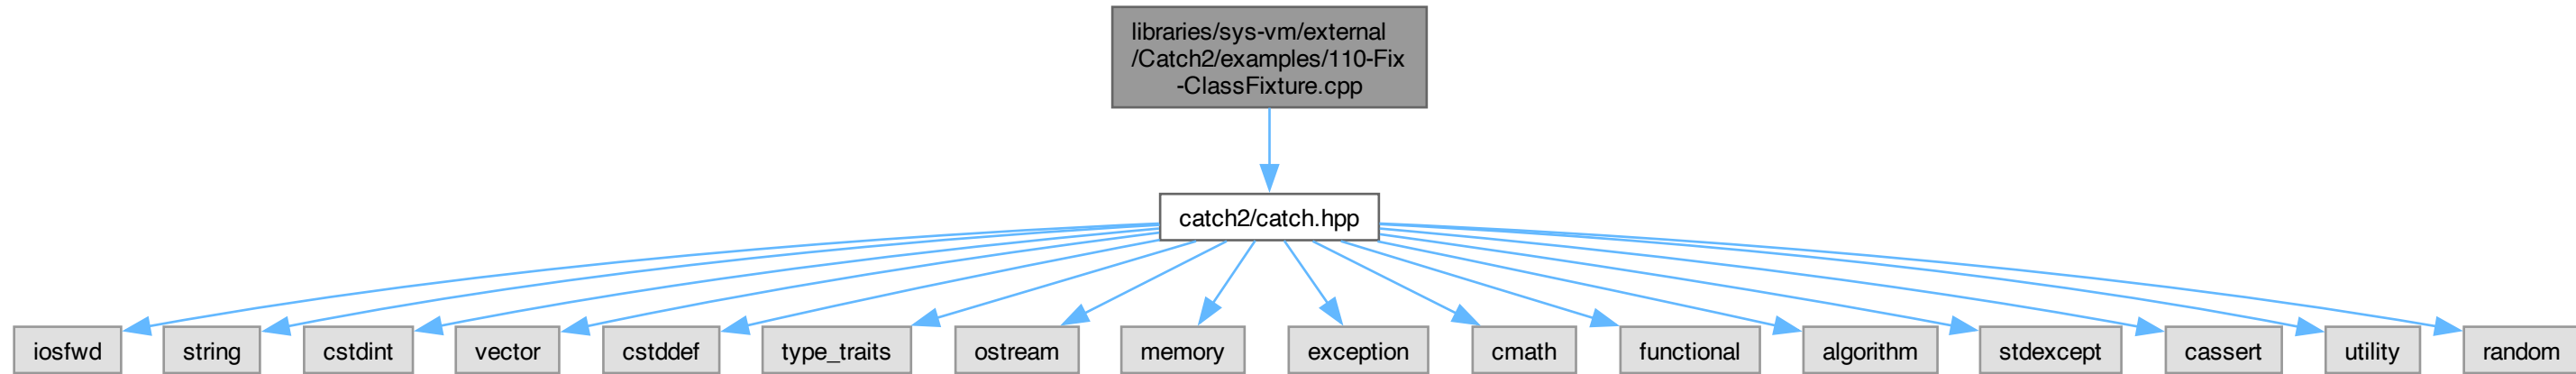 libraries/sys-vm/external
/Catch2/examples/110-Fix
-ClassFixture.cpp
catch2/catch.hpp
iosfwd
string
cstdint
vector
cstddef
type_traits
ostream
memory
exception
cmath
functional
algorithm
stdexcept
cassert
utility
random